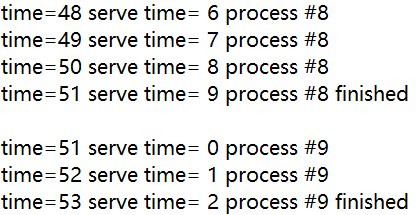 time=48 serve time= 6 process #8
time=49 serve time= 7 process #8
time=50 serve time= 8 process #8
time=51 serve time= 9 process #8 finished
time=51 serve time= 0 process #9
time=52 serve time= 1 process #9
time=53 serve time= 2 process #9 finished